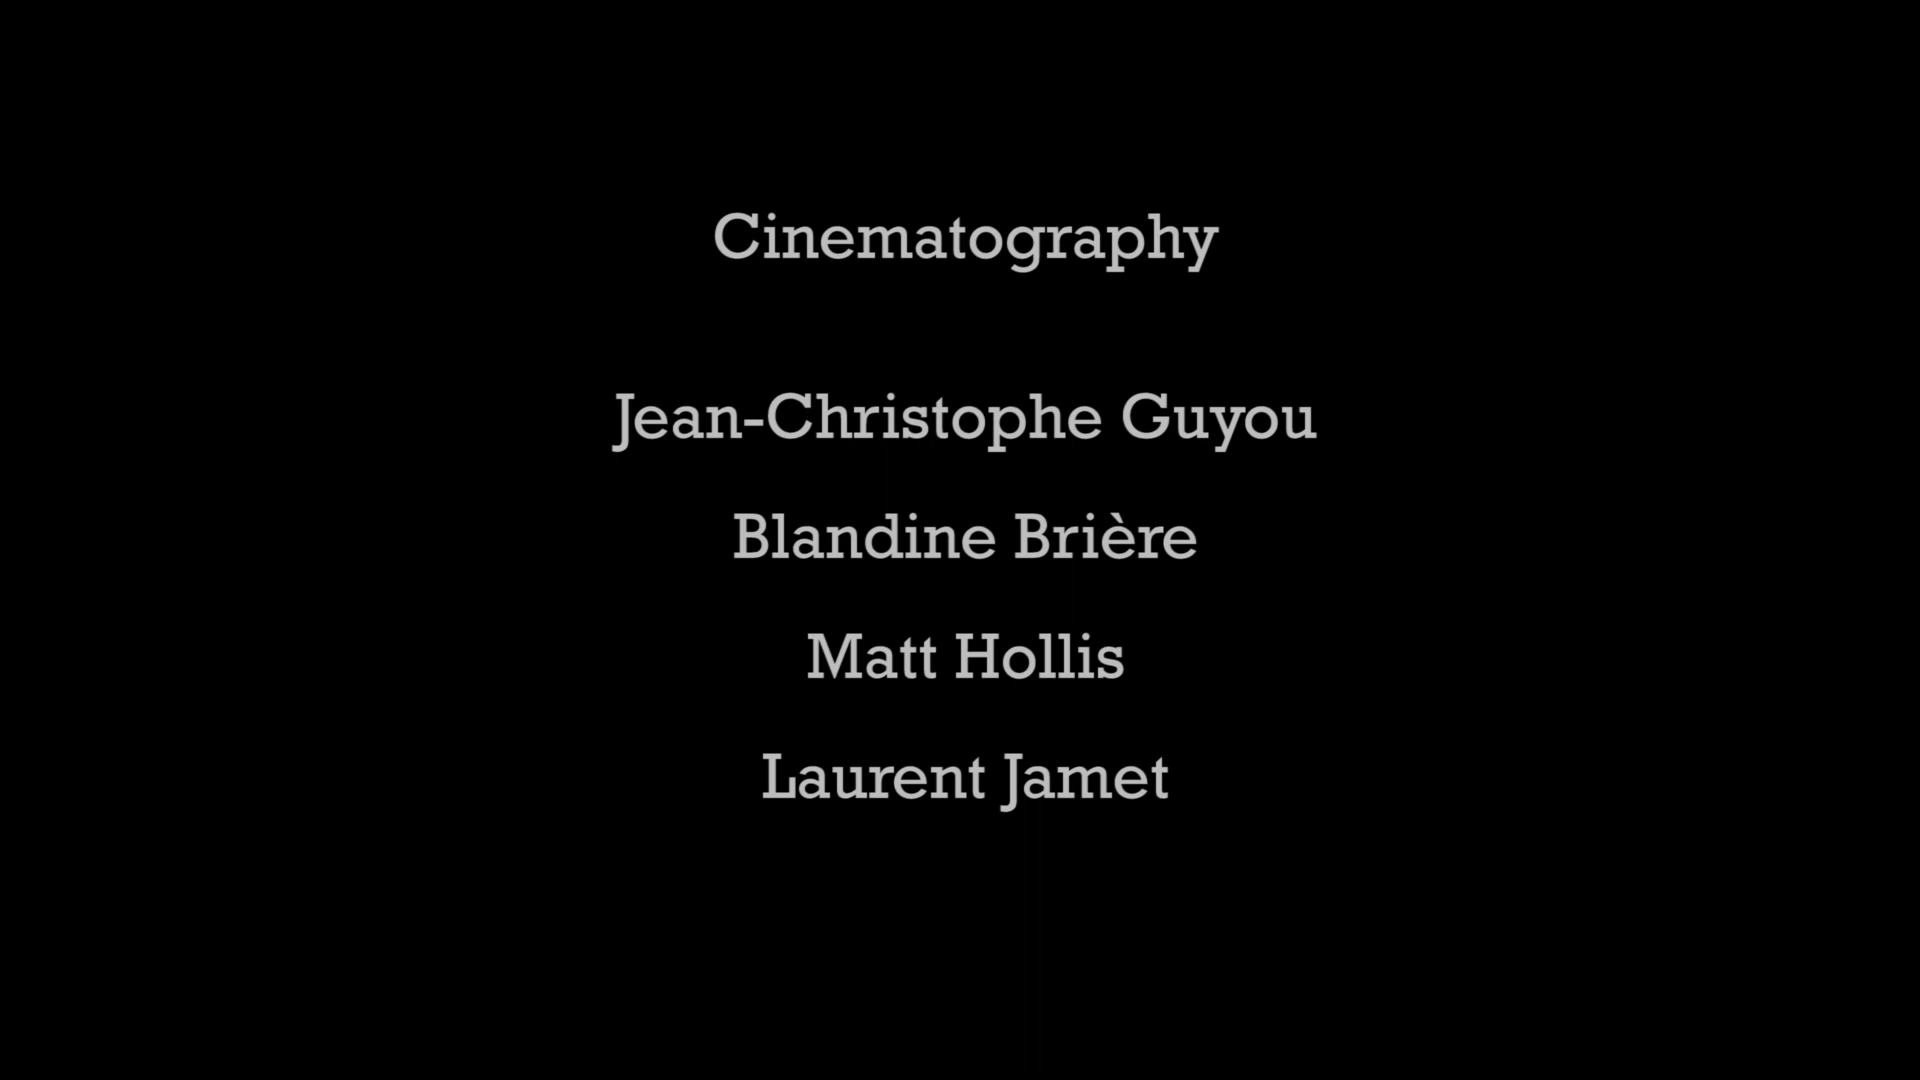 Cinematography
Jean-Christophe Guyou
Blandine Brière
Matt Hollis
Laurent Jamet